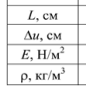 L, см
Δu, см
E, Н/м²
ρ, кг/м³